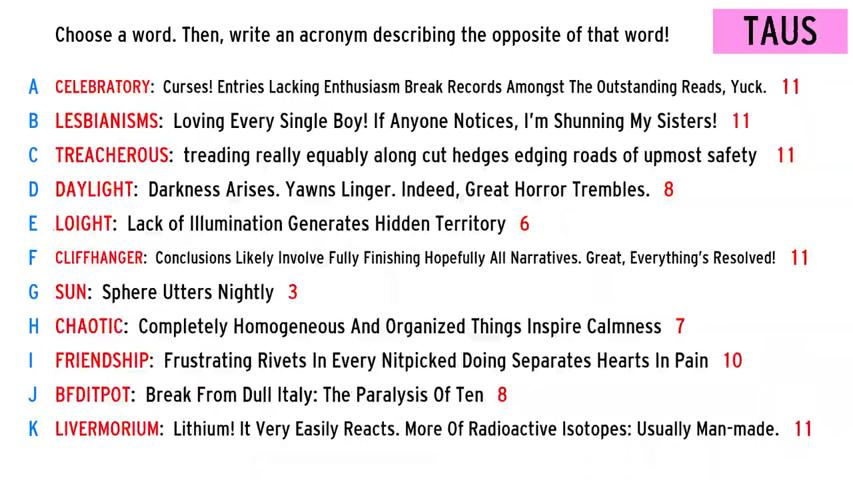 Choose a word. Then, write an acronym describing the opposite of that word!
TAUS
A CELEBRATORY: Curses! Entries Lacking Enthusiasm Break Records Amongst The Outstanding Reads, Yuck. 11
B LESBIANISMS: Loving Every Single Boy! If Anyone Notices, I'm Shunning My Sisters! 11
C TREACHEROUS: treading really equably along cut hedges edging roads of upmost safety 11
D DAYLIGHT: Darkness Arises. Yawns Linger. Indeed, Great Horror Trembles. 8
E LOIGHT: Lack of Illumination Generates Hidden Territory 6
F CLIFFHANGER: Conclusions Likely Involve Fully Finishing Hopefully All Narratives. Great, Everything's Resolved! 11
G SUN: Sphere Utters Nightly 3
H CHAOTIC: Completely Homogeneous And Organized Things Inspire Calmness 7
I FRIENDSHIP: Frustrating Rivets In Every Nitpicked Doing Separates Hearts In Pain 10
J BFDITPOT: Break From Dull Italy: The Paralysis Of Ten 8
K LIVERMORIUM: Lithium! It Very Easily Reacts. More Of Radioactive Isotopes: Usually Man-made. 11